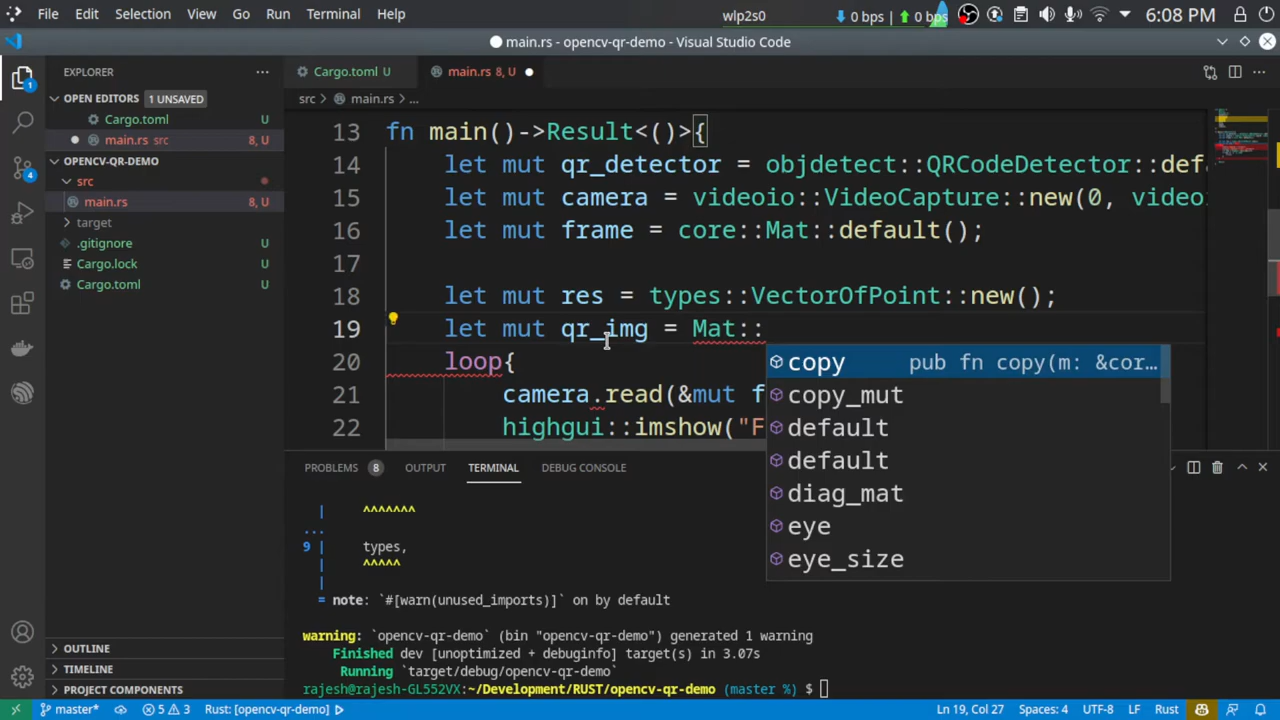 File Edit Selection View Go Run Terminal Help wlp2s0 0 bps 0 bps 6:08 PM
main.rs - opencv-qr-demo - Visual Studio Code
EXPLORER
OPEN EDITORS 1 UNSAVED
Cargo.toml U
main.rs src 8, U
OPENCV-QR-DEMO
src
main.rs 8, U
target
.gitignore U
Cargo.lock U
Cargo.toml U
OUTLINE
TIMELINE
PROJECT COMPONENTS
1
4
Cargo.toml U main.rs 8, U
src > main.rs > ...
13 fn main()->Result<()>{
14 let mut qr_detector = objdetect::QRCodeDetector::def
15 let mut camera = videoio::VideoCapture::new(0, video
16 let mut frame = core::Mat::default();
17
18 let mut res = types::VectorOfPoint::new();
19 let mut qr_img = Mat::
20 loop{
21 camera.read(&mut f
22 highgui::imshow("F
copy pub fn copy(m: &cor…
copy_mut
default
default
diag_mat
eye
eye_size
PROBLEMS 8 OUTPUT TERMINAL DEBUG CONSOLE
| ^^^^^^^
...
9 | types,
| ^^^^^
|
= note: `#[warn(unused_imports)]` on by default
warning: `opencv-qr-demo` (bin "opencv-qr-demo") generated 1 warning
Finished dev [unoptimized + debuginfo] target(s) in 3.07s
Running `target/debug/opencv-qr-demo`
rajesh@rajesh-GL552VX:~/Development/RUST/opencv-qr-demo (master %) $
master* 5 3 Rust: [opencv-qr-demo] Ln 19, Col 27 Spaces: 4 UTF-8 LF Rust